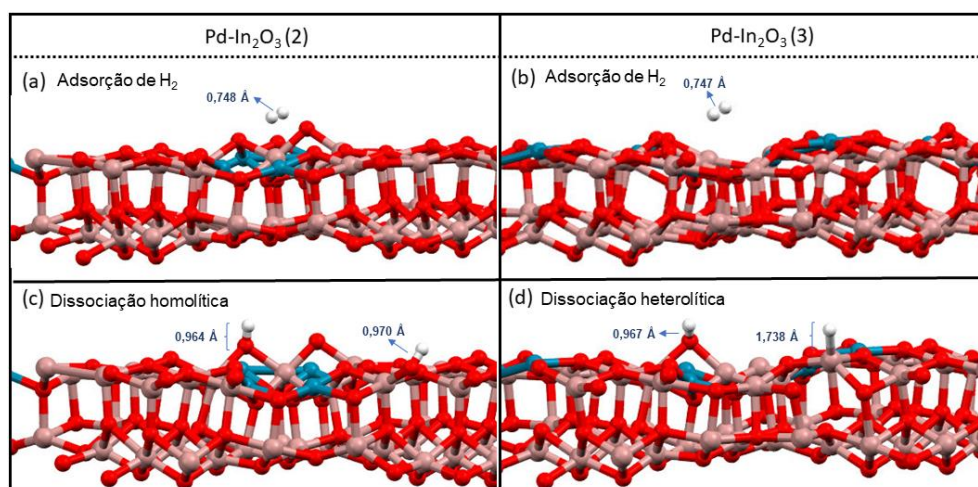 Pd-In₂O₃ (2)
Pd-In₂O₃ (3)
(a) Adsorção de H₂
0,748 Å
(b) Adsorção de H₂
0,747 Å
(c) Dissociação homolítica
0,964 Å
0,970 Å
(d) Dissociação heterolítica
0,967 Å
1,738 Å